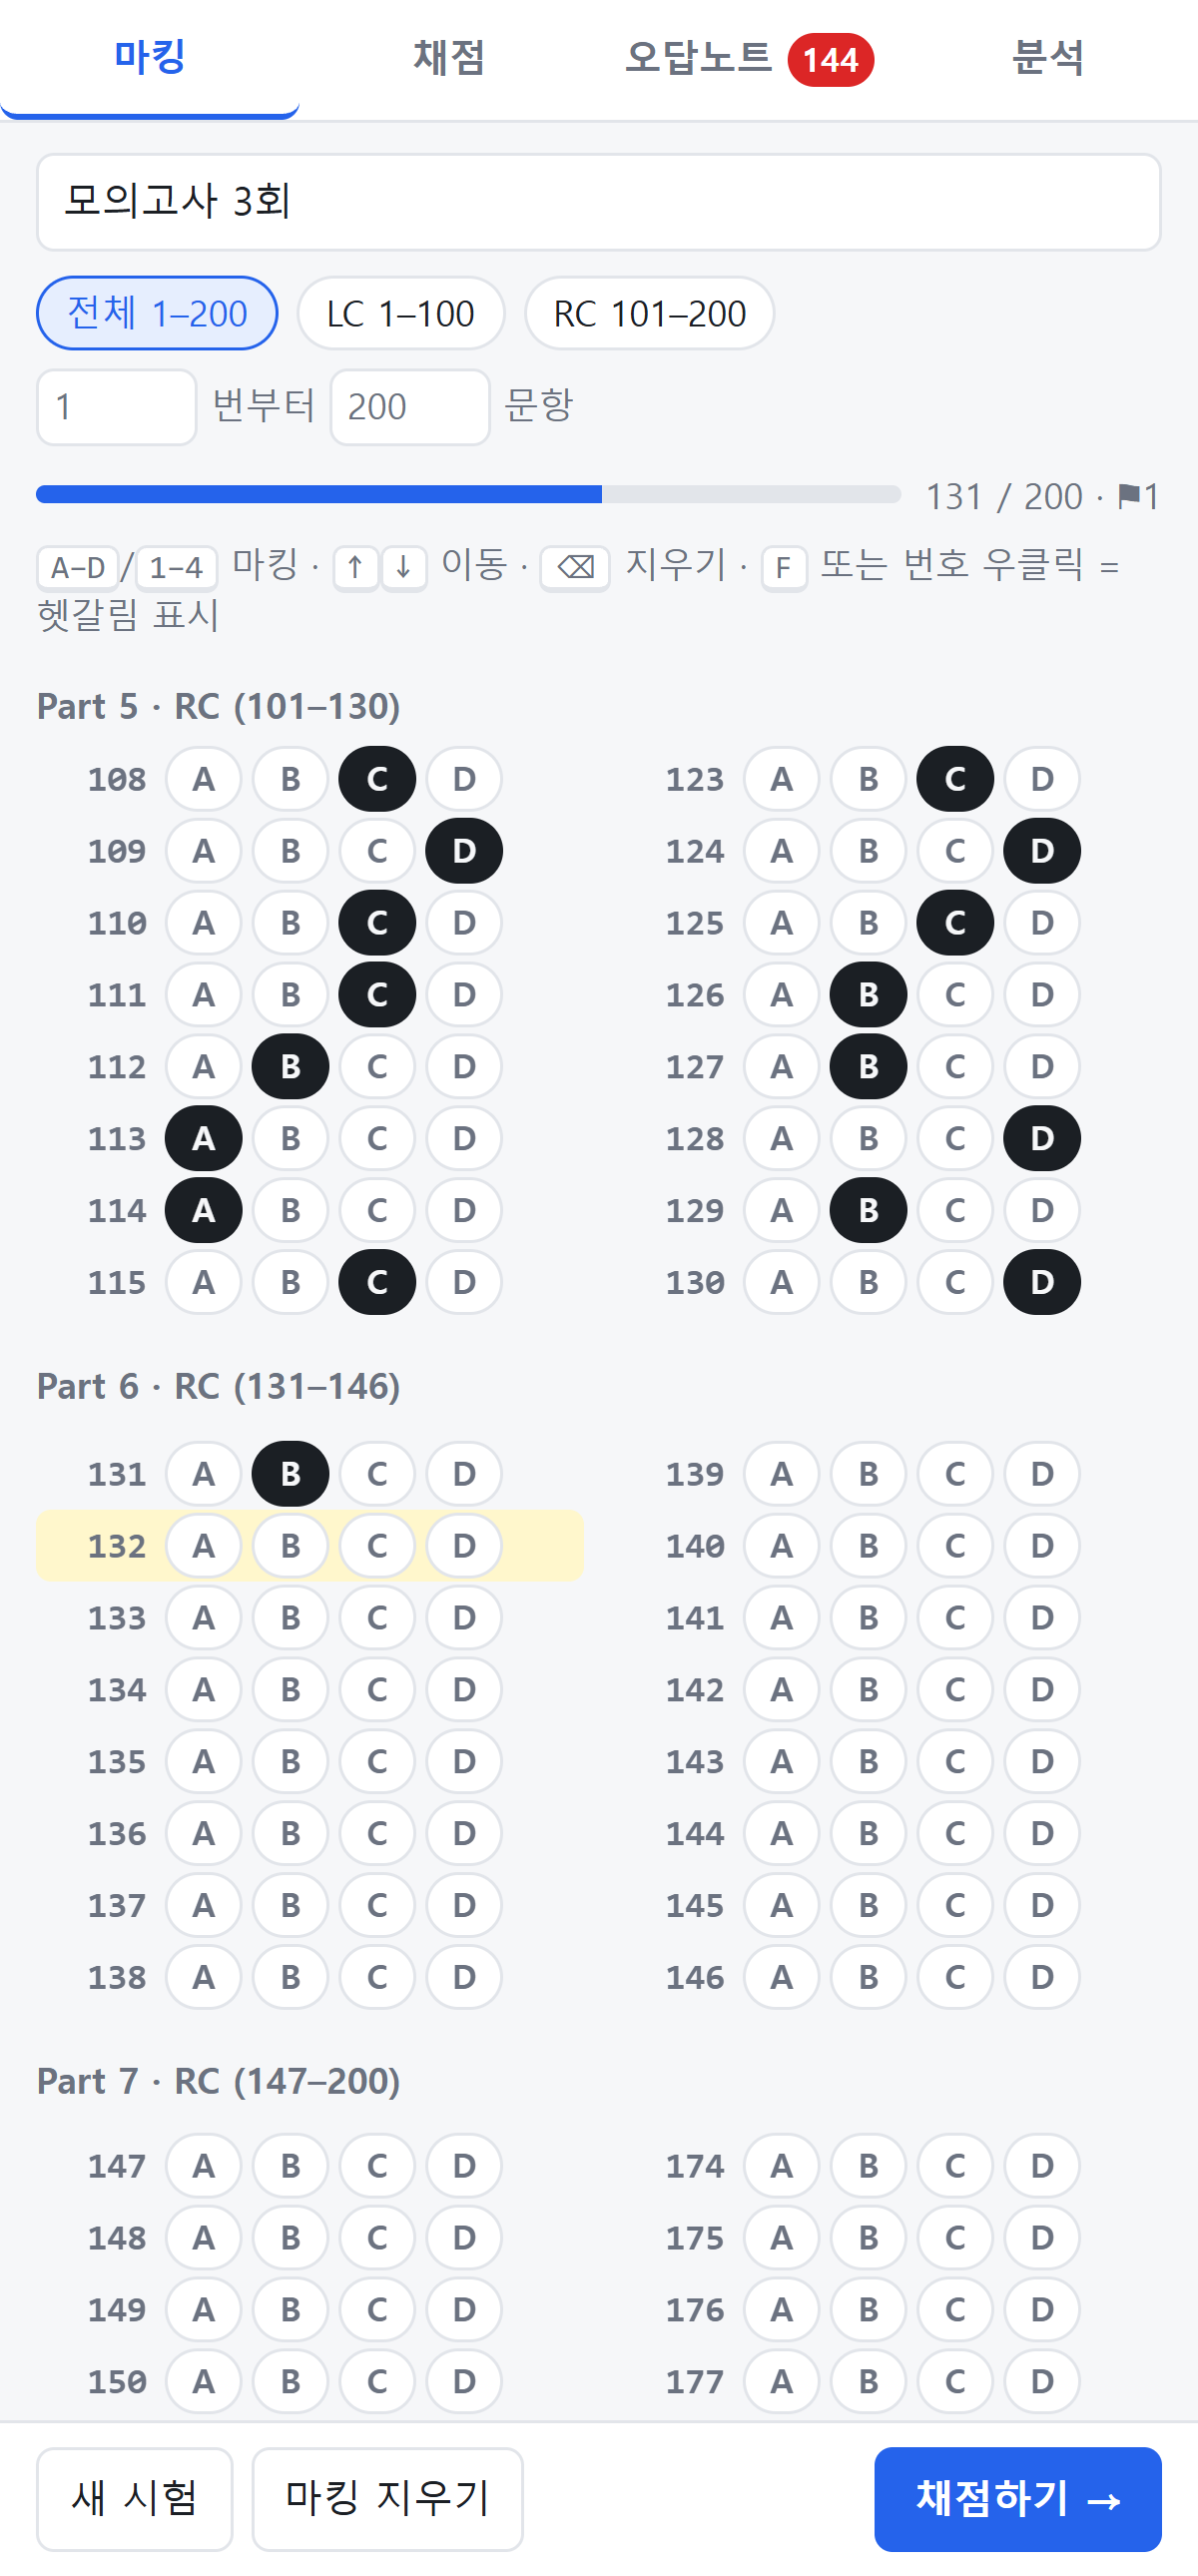 마킹 채점 오답노트 144 분석
모의고사 3회
전체 1–200 LC 1–100 RC 101–200
1 번부터 200 문항
131 / 200 · ⚑1
A–D/1–4 마킹 · ↑↓ 이동 · ⌫ 지우기 · F 또는 번호 우클릭 =
헷갈림 표시
Part 5 · RC (101–130)
108 A B C D 123 A B C D
109 A B C D 124 A B C D
110 A B C D 125 A B C D
111 A B C D 126 A B C D
112 A B C D 127 A B C D
113 A B C D 128 A B C D
114 A B C D 129 A B C D
115 A B C D 130 A B C D
Part 6 · RC (131–146)
131 A B C D 139 A B C D
132 A B C D 140 A B C D
133 A B C D 141 A B C D
134 A B C D 142 A B C D
135 A B C D 143 A B C D
136 A B C D 144 A B C D
137 A B C D 145 A B C D
138 A B C D 146 A B C D
Part 7 · RC (147–200)
147 A B C D 174 A B C D
148 A B C D 175 A B C D
149 A B C D 176 A B C D
150 A B C D 177 A B C D
새 시험 마킹 지우기 채점하기 →